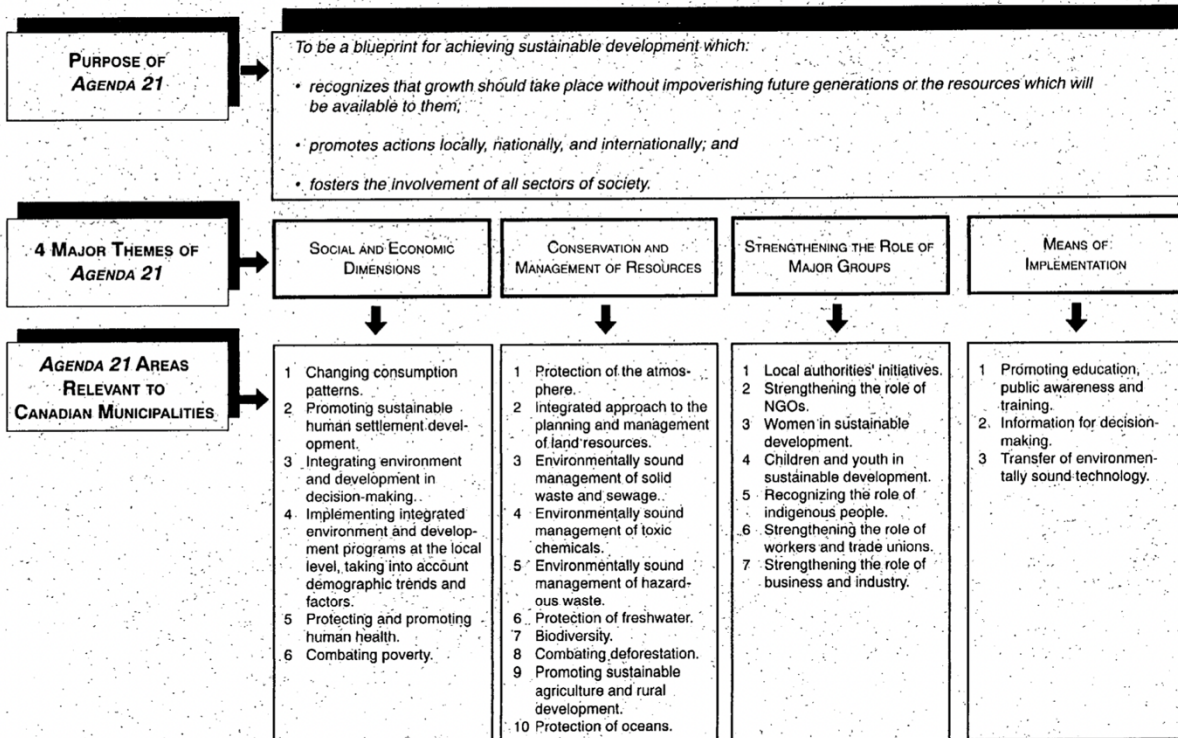 PURPOSE OF
AGENDA 21
To be a blueprint for achieving sustainable development which:
• recognizes that growth should take place without impoverishing future generations or the resources which will
be available to them;
• promotes actions locally, nationally, and internationally; and
• fosters the involvement of all sectors of society.
4 MAJOR THEMES OF
AGENDA 21
SOCIAL AND ECONOMIC
DIMENSIONS
CONSERVATION AND
MANAGEMENT OF RESOURCES
STRENGTHENING THE ROLE OF
MAJOR GROUPS
MEANS OF
IMPLEMENTATION
AGENDA 21 AREAS
RELEVANT TO
CANADIAN MUNICIPALITIES
1 Changing consumption
patterns.
2 Promoting sustainable
human settlement devel-
opment.
3 Integrating environment
and development in
decision-making.
4 Implementing integrated
environment and develop-
ment programs at the local
level, taking into account
demographic trends and
factors.
5 Protecting and promoting
human health.
6 Combating poverty.
1 Protection of the atmos-
phere.
2 Integrated approach to the
planning and management
of land resources.
3 Environmentally sound
management of solid
waste and sewage.
4 Environmentally sound
management of toxic
chemicals.
5 Environmentally sound
management of hazard-
ous waste.
6 Protection of freshwater.
7 Biodiversity.
8 Combating deforestation.
9 Promoting sustainable
agriculture and rural
development.
10 Protection of oceans.
1 Local authorities' initiatives.
2 Strengthening the role of
NGOs.
3 Women in sustainable
development.
4 Children and youth in
sustainable development.
5 Recognizing the role of
indigenous people.
6 Strengthening the role of
workers and trade unions.
7 Strengthening the role of
business and industry.
1 Promoting education,
public awareness and
training.
2 Information for decision-
making.
3 Transfer of environmen-
tally sound technology.